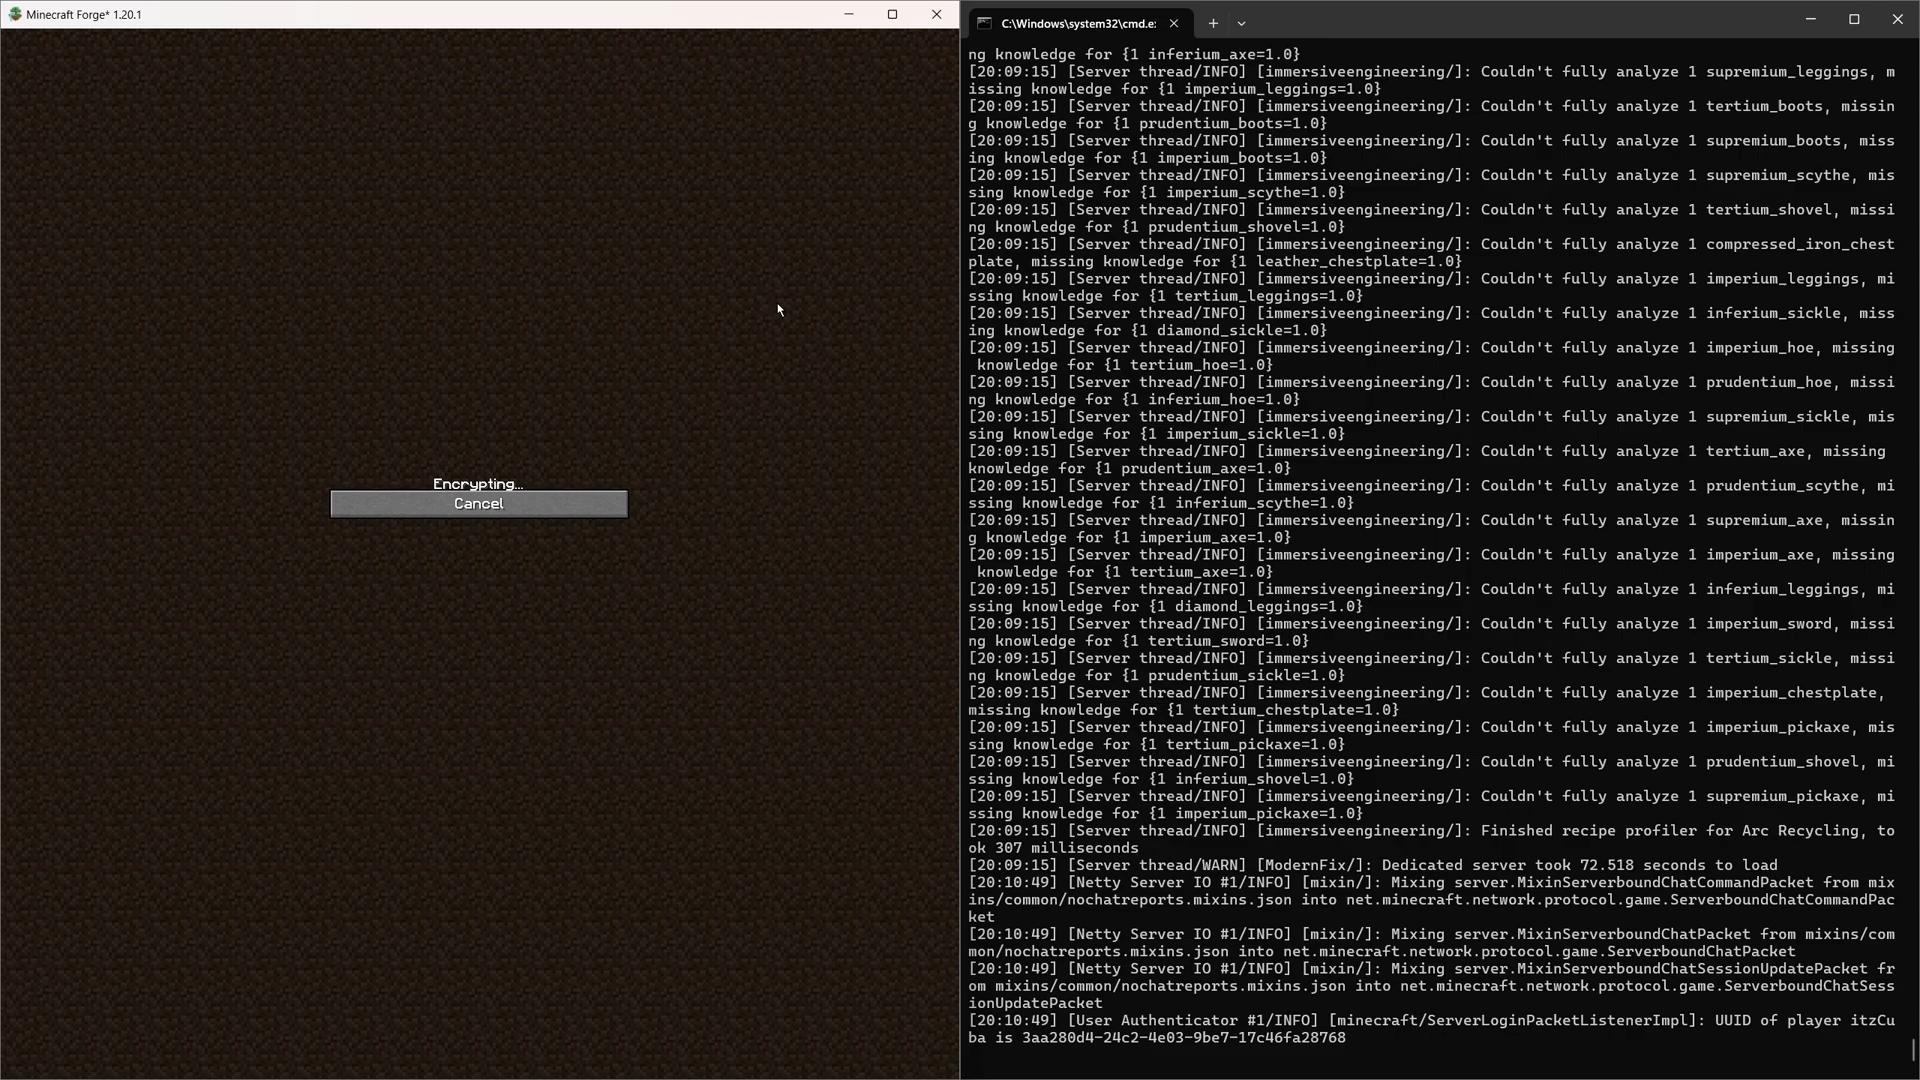 Minecraft Forge* 1.20.1
Encrypting...
Cancel
C:\Windows\system32\cmd.e
ng knowledge for {1 inferium_axe=1.0}
[20:09:15] [Server thread/INFO] [immersiveengineering/]: Couldn't fully analyze 1 supremium_leggings, m
issing knowledge for {1 imperium_leggings=1.0}
[20:09:15] [Server thread/INFO] [immersiveengineering/]: Couldn't fully analyze 1 tertium_boots, missin
g knowledge for {1 prudentium_boots=1.0}
[20:09:15] [Server thread/INFO] [immersiveengineering/]: Couldn't fully analyze 1 supremium_boots, miss
ing knowledge for {1 imperium_boots=1.0}
[20:09:15] [Server thread/INFO] [immersiveengineering/]: Couldn't fully analyze 1 supremium_scythe, mis
sing knowledge for {1 imperium_scythe=1.0}
[20:09:15] [Server thread/INFO] [immersiveengineering/]: Couldn't fully analyze 1 tertium_shovel, missi
ng knowledge for {1 prudentium_shovel=1.0}
[20:09:15] [Server thread/INFO] [immersiveengineering/]: Couldn't fully analyze 1 compressed_iron_chest
plate, missing knowledge for {1 leather_chestplate=1.0}
[20:09:15] [Server thread/INFO] [immersiveengineering/]: Couldn't fully analyze 1 imperium_leggings, mi
ssing knowledge for {1 tertium_leggings=1.0}
[20:09:15] [Server thread/INFO] [immersiveengineering/]: Couldn't fully analyze 1 inferium_sickle, miss
ing knowledge for {1 diamond_sickle=1.0}
[20:09:15] [Server thread/INFO] [immersiveengineering/]: Couldn't fully analyze 1 imperium_hoe, missing
 knowledge for {1 tertium_hoe=1.0}
[20:09:15] [Server thread/INFO] [immersiveengineering/]: Couldn't fully analyze 1 prudentium_hoe, missi
ng knowledge for {1 inferium_hoe=1.0}
[20:09:15] [Server thread/INFO] [immersiveengineering/]: Couldn't fully analyze 1 supremium_sickle, mis
sing knowledge for {1 imperium_sickle=1.0}
[20:09:15] [Server thread/INFO] [immersiveengineering/]: Couldn't fully analyze 1 tertium_axe, missing
knowledge for {1 prudentium_axe=1.0}
[20:09:15] [Server thread/INFO] [immersiveengineering/]: Couldn't fully analyze 1 prudentium_scythe, mi
ssing knowledge for {1 inferium_scythe=1.0}
[20:09:15] [Server thread/INFO] [immersiveengineering/]: Couldn't fully analyze 1 supremium_axe, missin
g knowledge for {1 imperium_axe=1.0}
[20:09:15] [Server thread/INFO] [immersiveengineering/]: Couldn't fully analyze 1 imperium_axe, missing
 knowledge for {1 tertium_axe=1.0}
[20:09:15] [Server thread/INFO] [immersiveengineering/]: Couldn't fully analyze 1 inferium_leggings, mi
ssing knowledge for {1 diamond_leggings=1.0}
[20:09:15] [Server thread/INFO] [immersiveengineering/]: Couldn't fully analyze 1 imperium_sword, missi
ng knowledge for {1 tertium_sword=1.0}
[20:09:15] [Server thread/INFO] [immersiveengineering/]: Couldn't fully analyze 1 tertium_sickle, missi
ng knowledge for {1 prudentium_sickle=1.0}
[20:09:15] [Server thread/INFO] [immersiveengineering/]: Couldn't fully analyze 1 imperium_chestplate,
missing knowledge for {1 tertium_chestplate=1.0}
[20:09:15] [Server thread/INFO] [immersiveengineering/]: Couldn't fully analyze 1 imperium_pickaxe, mis
sing knowledge for {1 tertium_pickaxe=1.0}
[20:09:15] [Server thread/INFO] [immersiveengineering/]: Couldn't fully analyze 1 prudentium_shovel, mi
ssing knowledge for {1 inferium_shovel=1.0}
[20:09:15] [Server thread/INFO] [immersiveengineering/]: Couldn't fully analyze 1 supremium_pickaxe, mi
ssing knowledge for {1 imperium_pickaxe=1.0}
[20:09:15] [Server thread/INFO] [immersiveengineering/]: Finished recipe profiler for Arc Recycling, to
ok 307 milliseconds
[20:09:15] [Server thread/WARN] [ModernFix/]: Dedicated server took 72.518 seconds to load
[20:10:49] [Netty Server IO #1/INFO] [mixin/]: Mixing server.MixinServerboundChatCommandPacket from mix
ins/common/nochatreports.mixins.json into net.minecraft.network.protocol.game.ServerboundChatCommandPac
ket
[20:10:49] [Netty Server IO #1/INFO] [mixin/]: Mixing server.MixinServerboundChatPacket from mixins/com
mon/nochatreports.mixins.json into net.minecraft.network.protocol.game.ServerboundChatPacket
[20:10:49] [Netty Server IO #1/INFO] [mixin/]: Mixing server.MixinServerboundChatSessionUpdatePacket fr
om mixins/common/nochatreports.mixins.json into net.minecraft.network.protocol.game.ServerboundChatSess
ionUpdatePacket
[20:10:49] [User Authenticator #1/INFO] [minecraft/ServerLoginPacketListenerImpl]: UUID of player itzCu
ba is 3aa280d4-24c2-4e03-9be7-17c46fa28768